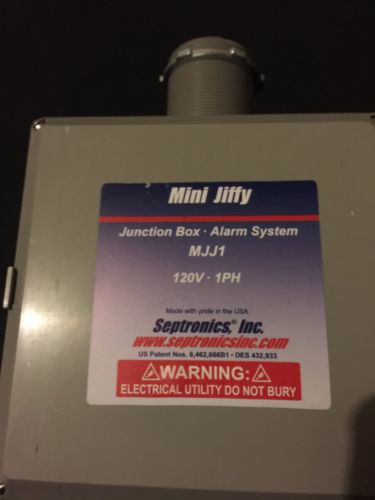 Mini Jiffy
Junction Box · Alarm System
MJJ1
120V · 1PH
Made with pride in the USA
Septronics,® Inc.
www.septronicsinc.com
US Patent Nos. 6,462,666B1 • DES 432,933
⚠WARNING:⚠
ELECTRICAL UTILITY DO NOT BURY